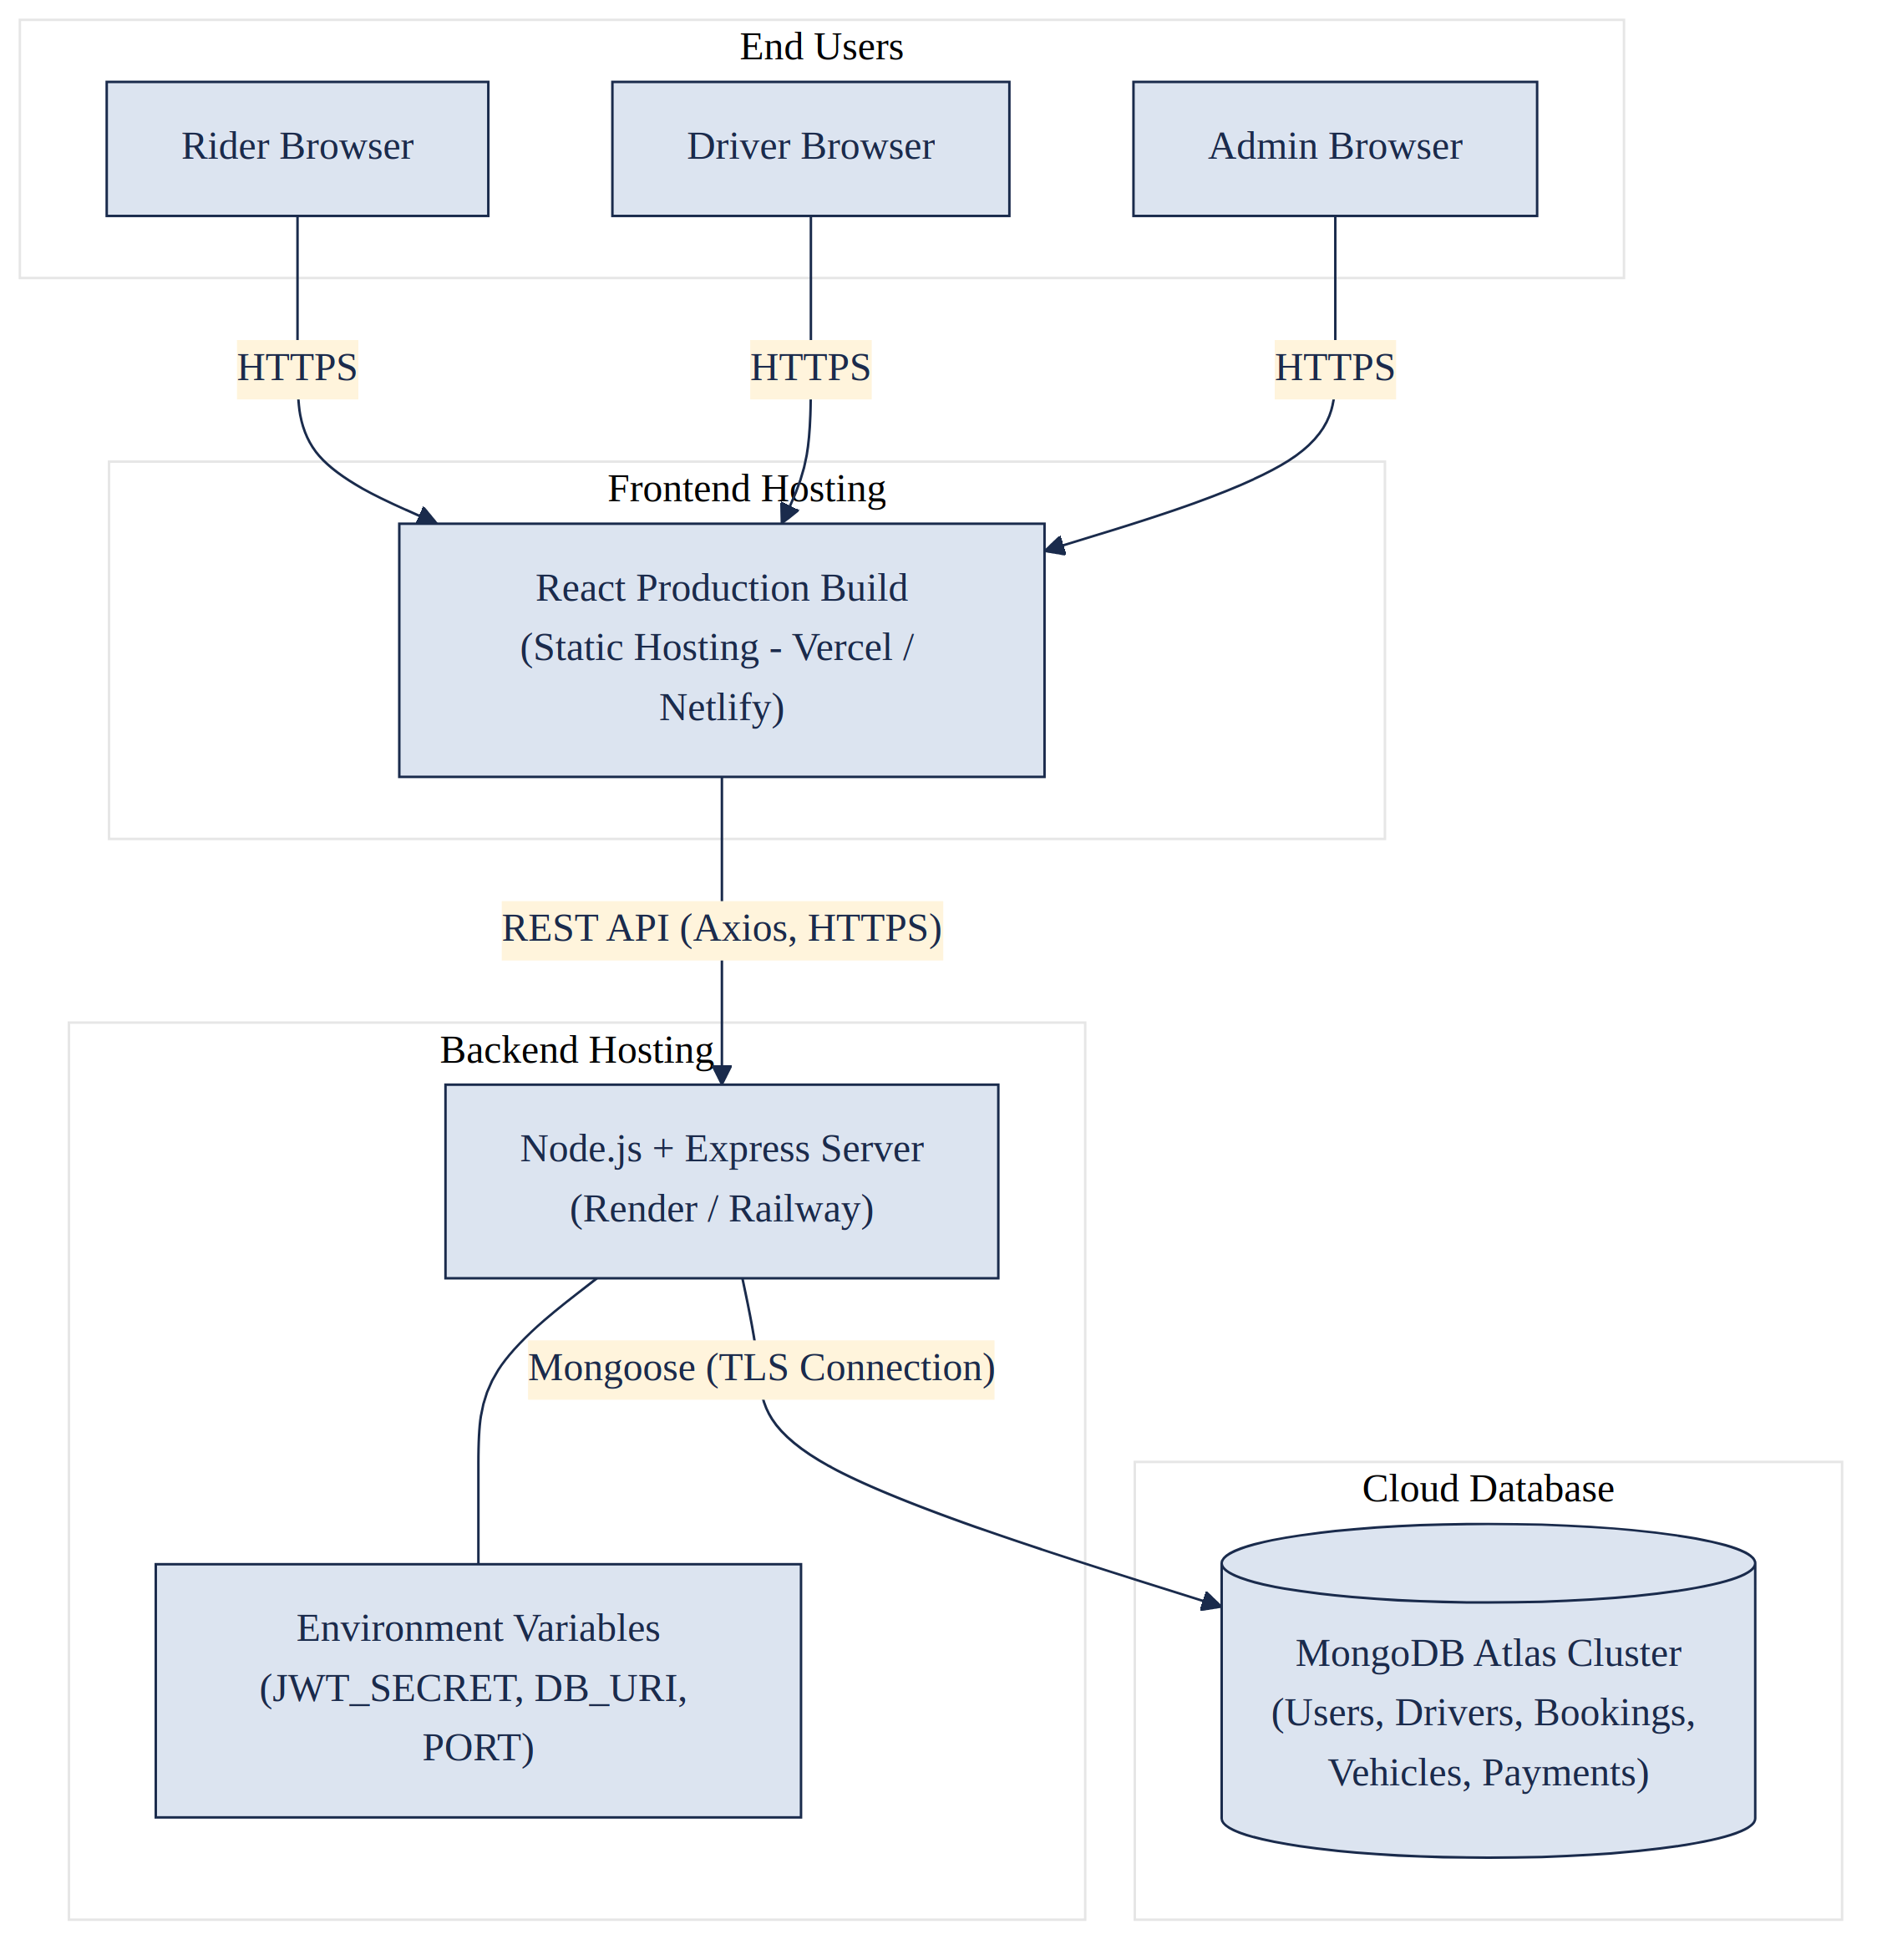 End Users
Rider Browser
Driver Browser
Admin Browser
HTTPS
HTTPS
HTTPS
Frontend Hosting
React Production Build
(Static Hosting - Vercel /
Netlify)
REST API (Axios, HTTPS)
Backend Hosting
Node.js + Express Server
(Render / Railway)
Mongoose (TLS Connection)
Cloud Database
Environment Variables
(JWT_SECRET, DB_URI,
PORT)
MongoDB Atlas Cluster
(Users, Drivers, Bookings,
Vehicles, Payments)